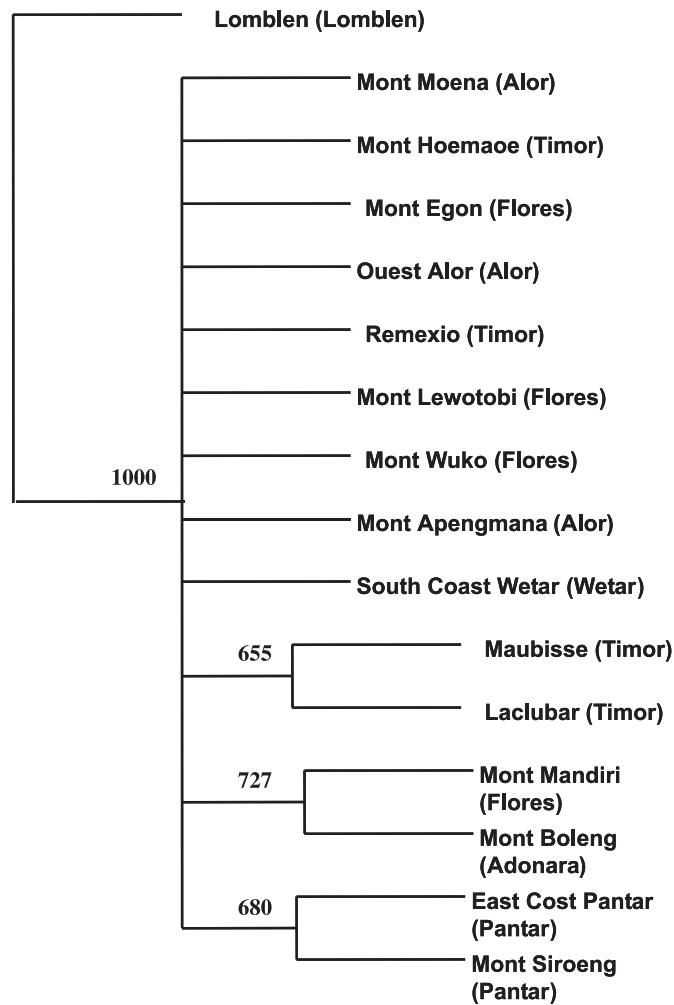 Lomblen (Lomblen)
Mont Moena (Alor)
Mont Hoemaoe (Timor)
Mont Egon (Flores)
Ouest Alor (Alor)
Remexio (Timor)
Mont Lewotobi (Flores)
Mont Wuko (Flores)
1000
Mont Apengmana (Alor)
South Coast Wetar (Wetar)
655
Maubisse (Timor)
Laclubar (Timor)
727
Mont Mandiri
(Flores)
Mont Boleng
(Adonara)
680
East Cost Pantar
(Pantar)
Mont Siroeng
(Pantar)